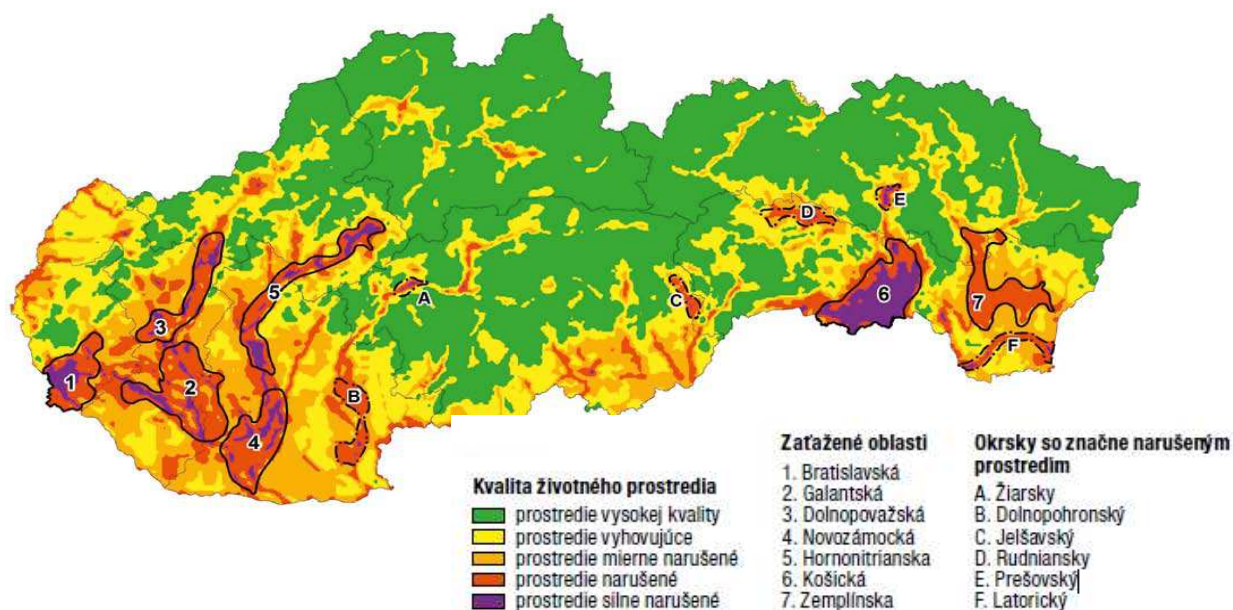 E
D
A
5
C
6
3
7
1
2
F
B
4
Kvalita životného prostredia
prostredie vysokej kvality
prostredie vyhovujúce
prostredie mierne narušené
prostredie narušené
prostredie silne narušené
Zaťažené oblasti
1. Bratislavská
2. Galantská
3. Dolnopovažská
4. Novozámocká
5. Hornonitrianska
6. Košická
7. Zemplínska
Okrsky so značne narušeným
prostredím
A. Žiarsky
B. Dolnopohronský
C. Jelšavský
D. Rudniansky
E. Prešovský
F. Latorický